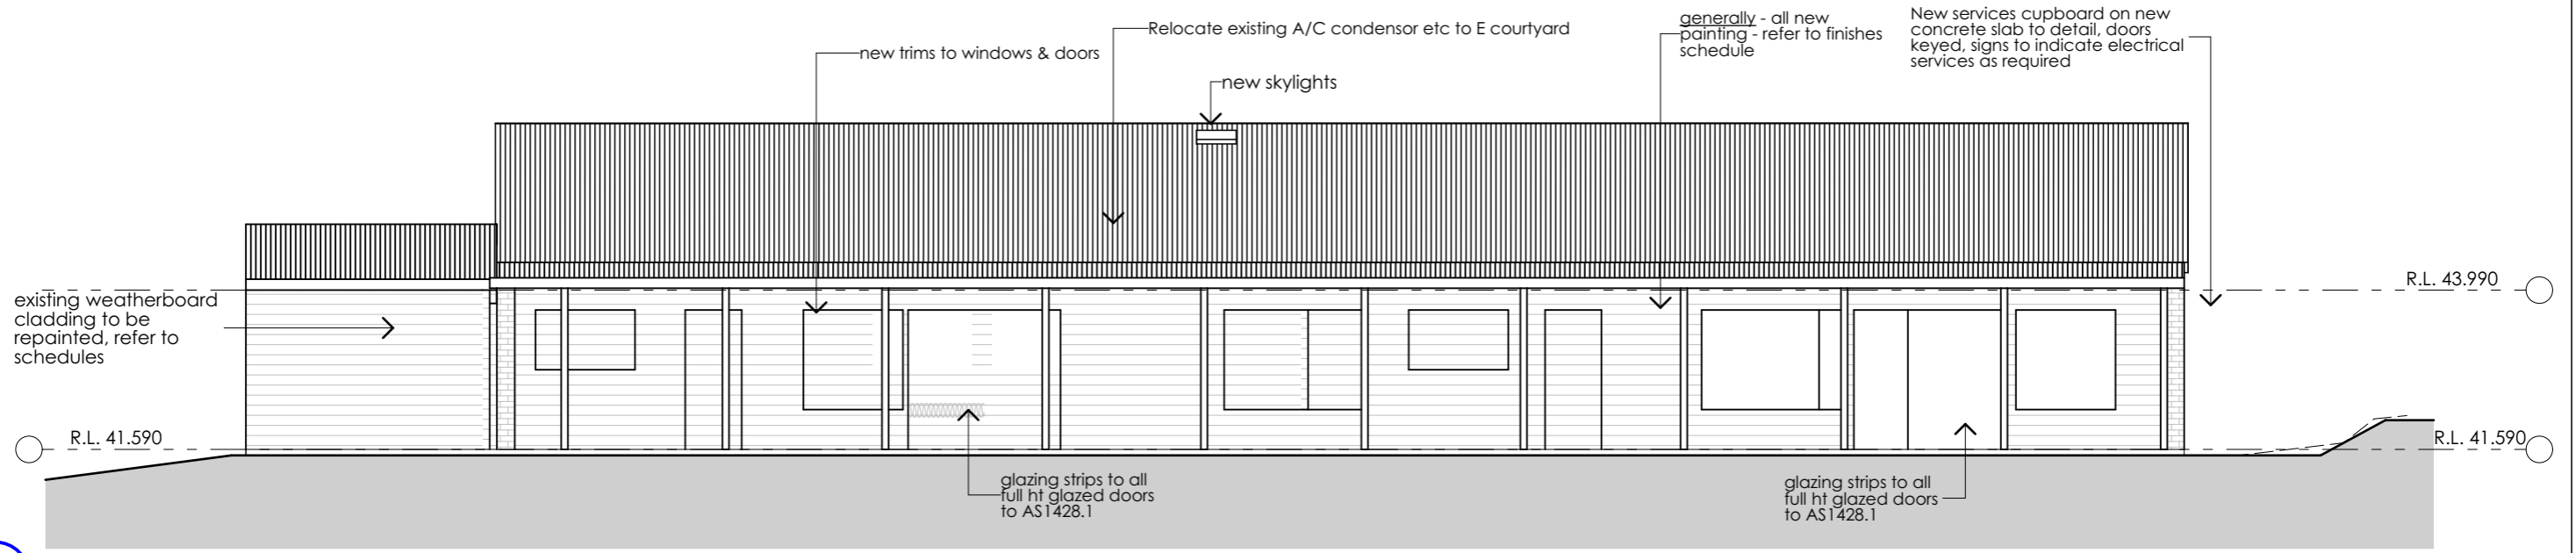 Relocate existing A/C condensor etc to E courtyard
new trims to windows & doors
new skylights
generally - all new
painting - refer to finishes
schedule
New services cupboard on new
concrete slab to detail, doors
keyed, signs to indicate electrical
services as required
existing weatherboard
cladding to be
repainted, refer to
schedules
R.L. 43.990
R.L. 41.590
R.L. 41.590
glazing strips to all
full ht glazed doors
to AS1428.1
glazing strips to all
full ht glazed doors
to AS1428.1